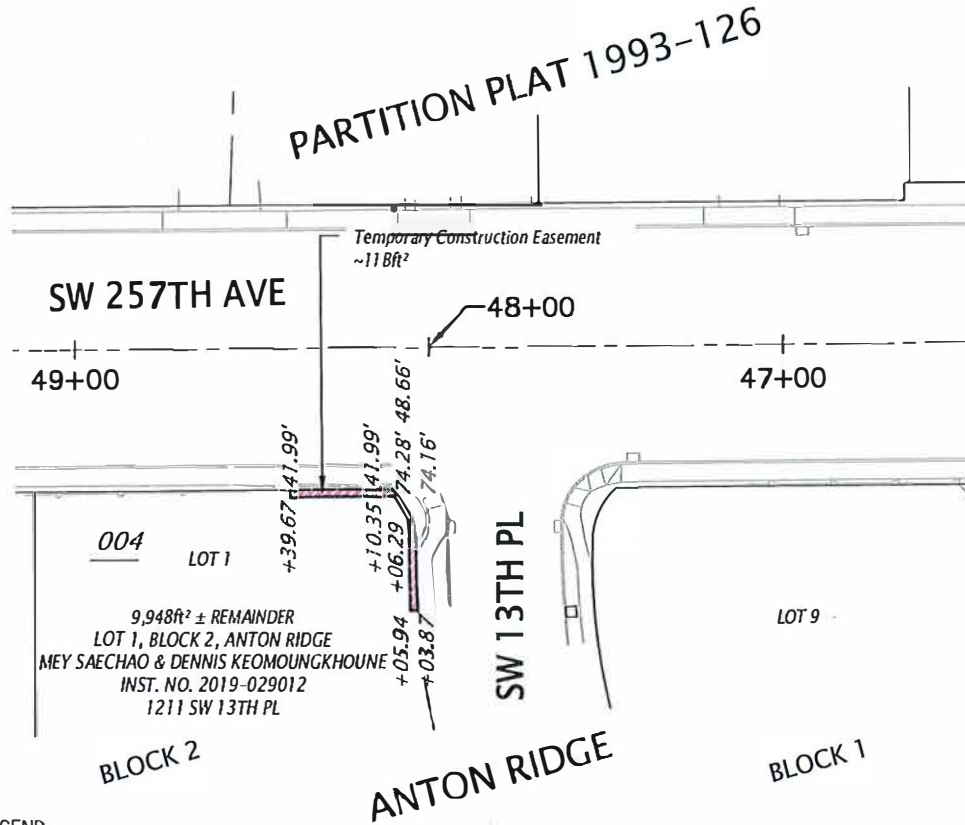 PARTITION PLAT 1993-126
Temporary Construction Easement
~11Bft²
SW 257TH AVE
48+00
49+00
47+00
+39.67 41.99'
+10.35 41.99'
+06.29 74.28' 48.66'
74.16'
+05.94
+03.87
SW 13TH PL
004
LOT 1
9,948ft² ± REMAINDER
LOT 1, BLOCK 2, ANTON RIDGE
MEY SAECHAO & DENNIS KEOMOUNGKHOUNE
INST. NO. 2019-029012
1211 SW 13TH PL
LOT 9
BLOCK 2
ANTON RIDGE
BLOCK 1